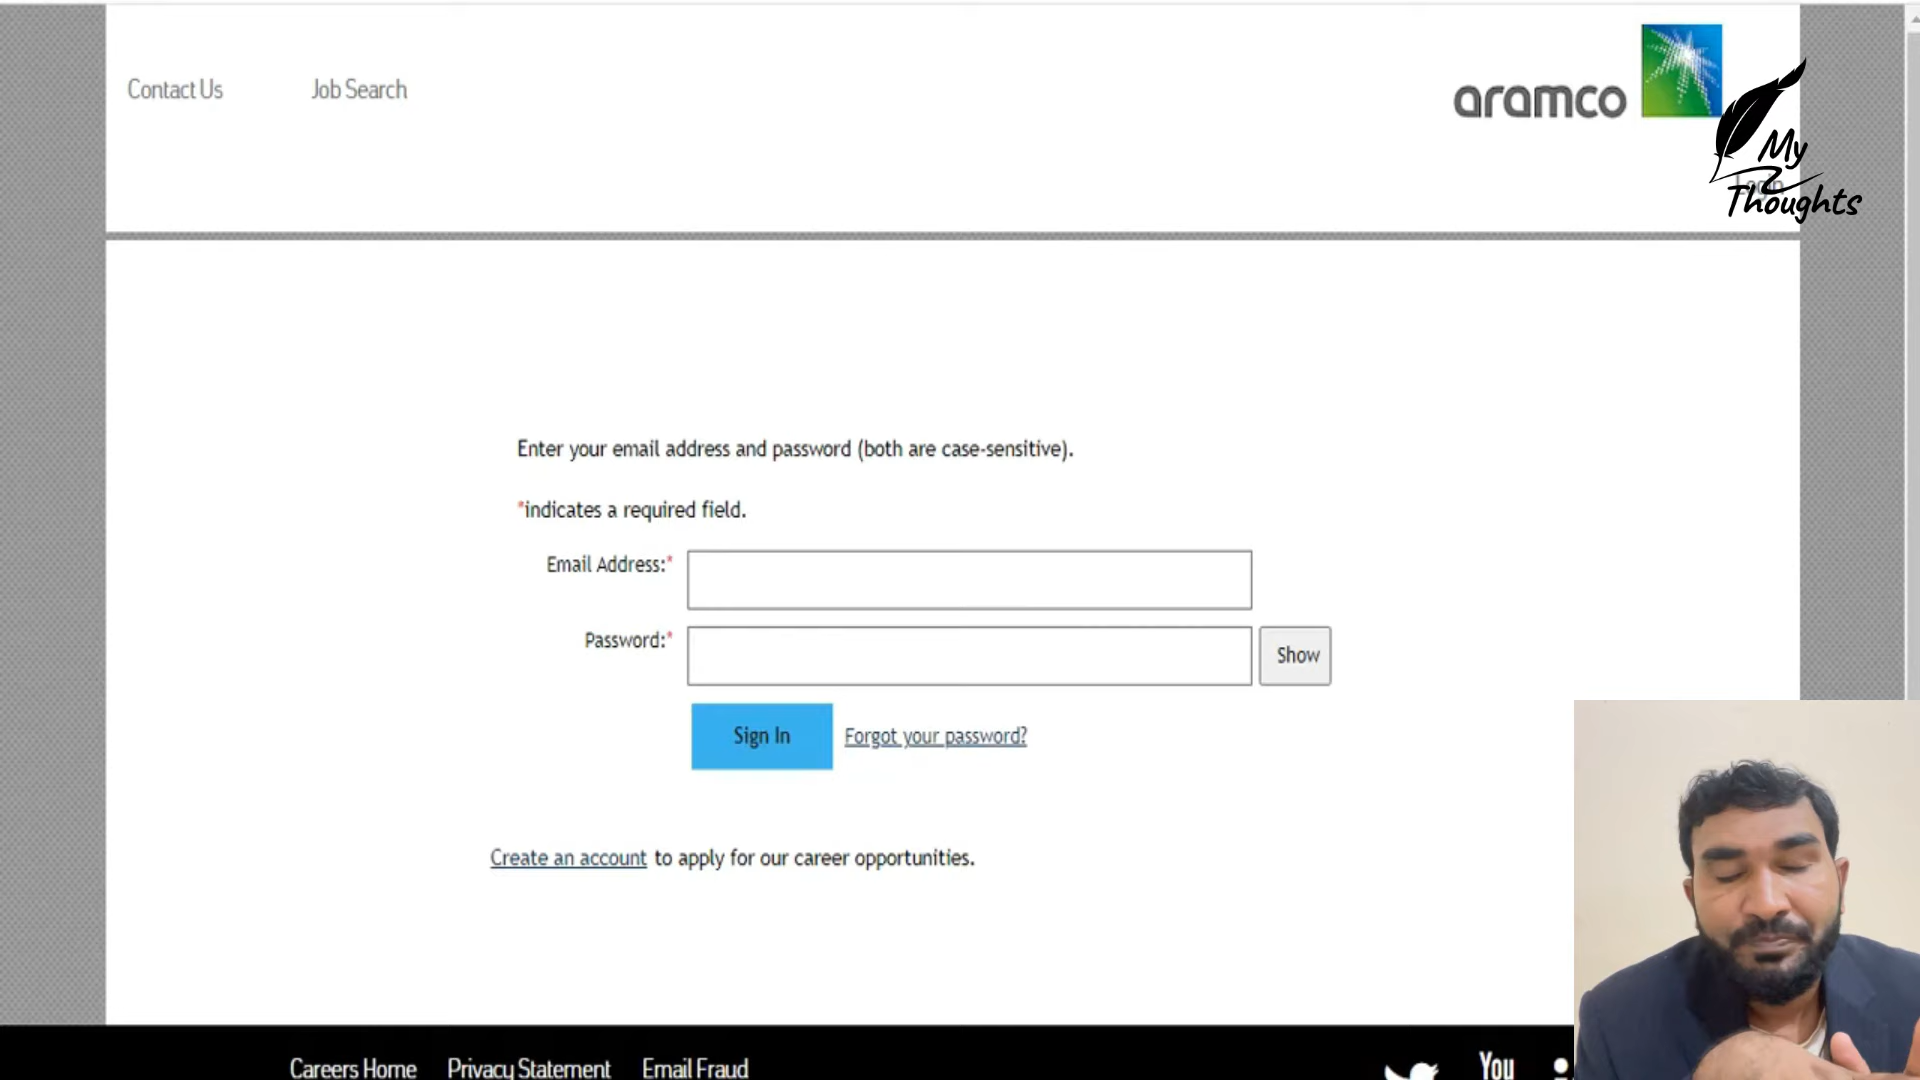 Contact Us
Job Search
aramco
My
Login
Thoughts
Enter your email address and password (both are case-sensitive).
*indicates a required field.
Email Address:*
Password:*
Show
Sign In
Forgot your password?
Create an account to apply for our career opportunities.
Careers Home
Privacy Statement
Email Fraud
You